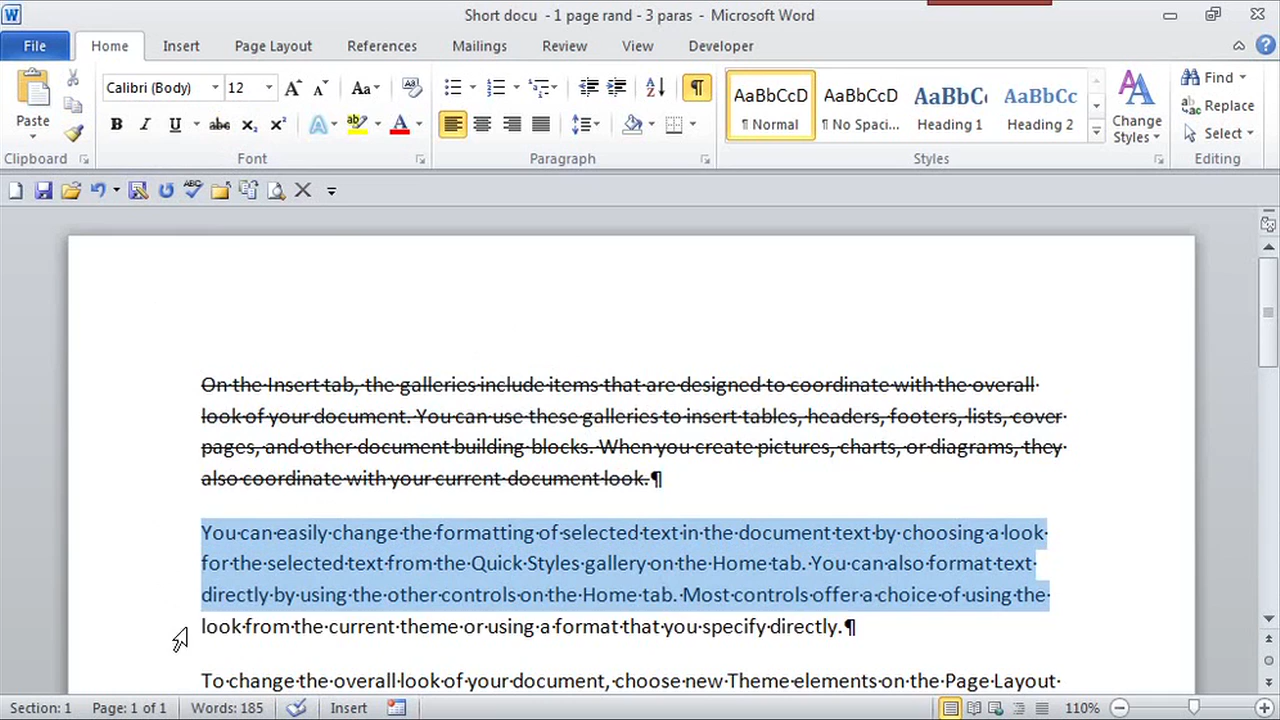 Short docu - 1 page rand - 3 paras - Microsoft Word
File Home Insert Page Layout References Mailings Review View Developer
Calibri (Body) 12
Paste
Clipboard Font Paragraph Styles Editing
AaBbCcD AaBbCcD AaBbCc AaBbCc
¶ Normal ¶ No Spaci... Heading 1 Heading 2
Change Styles
Find
Replace
Select
On the Insert tab, the galleries include items that are designed to coordinate with the overall
look of your document. You can use these galleries to insert tables, headers, footers, lists, cover
pages, and other document building blocks. When you create pictures, charts, or diagrams, they
also coordinate with your current document look.¶
You can easily change the formatting of selected text in the document text by choosing a look
for the selected text from the Quick Styles gallery on the Home tab. You can also format text
directly by using the other controls on the Home tab. Most controls offer a choice of using the
look from the current theme or using a format that you specify directly.¶
To change the overall look of your document, choose new Theme elements on the Page Layout
Section: 1 Page: 1 of 1 Words: 185 Insert 110%